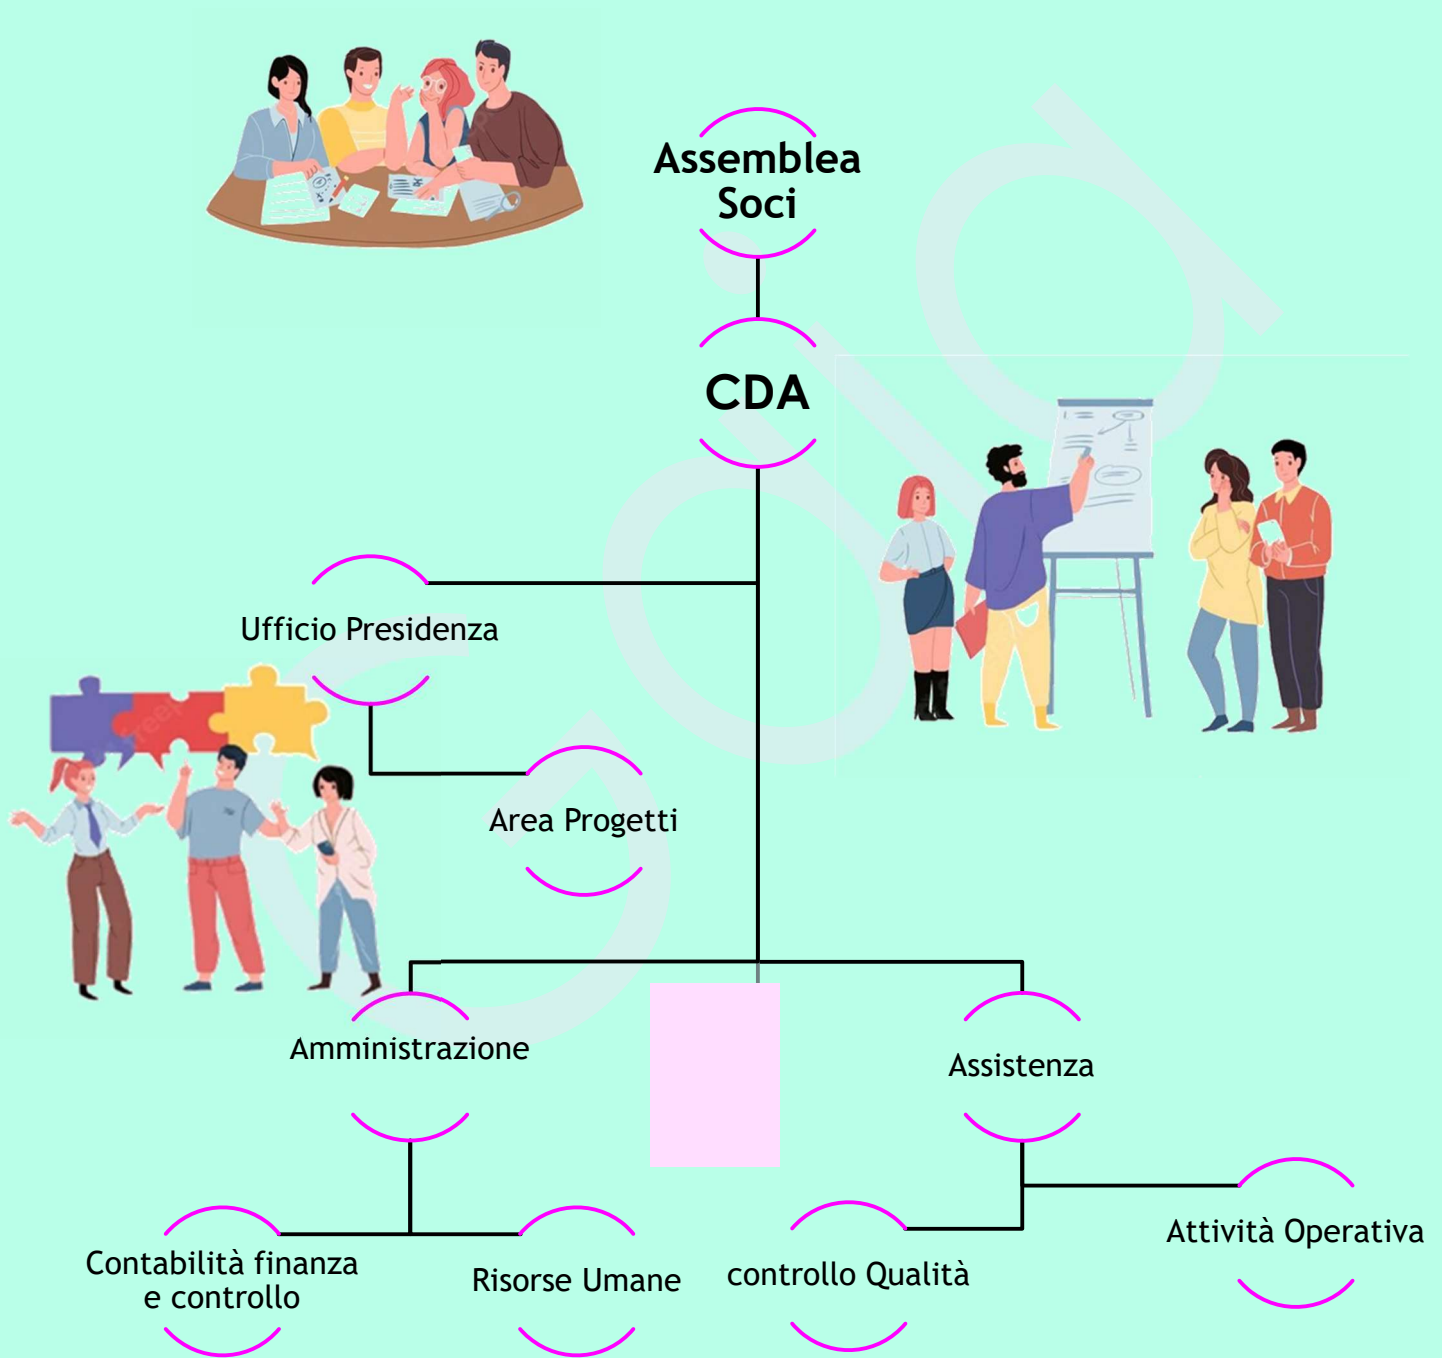 Assemblea
Soci
CDA
Ufficio Presidenza
Area Progetti
Amministrazione
Assistenza
Contabilità finanza
e controllo
Risorse Umane
controllo Qualità
Attività Operativa